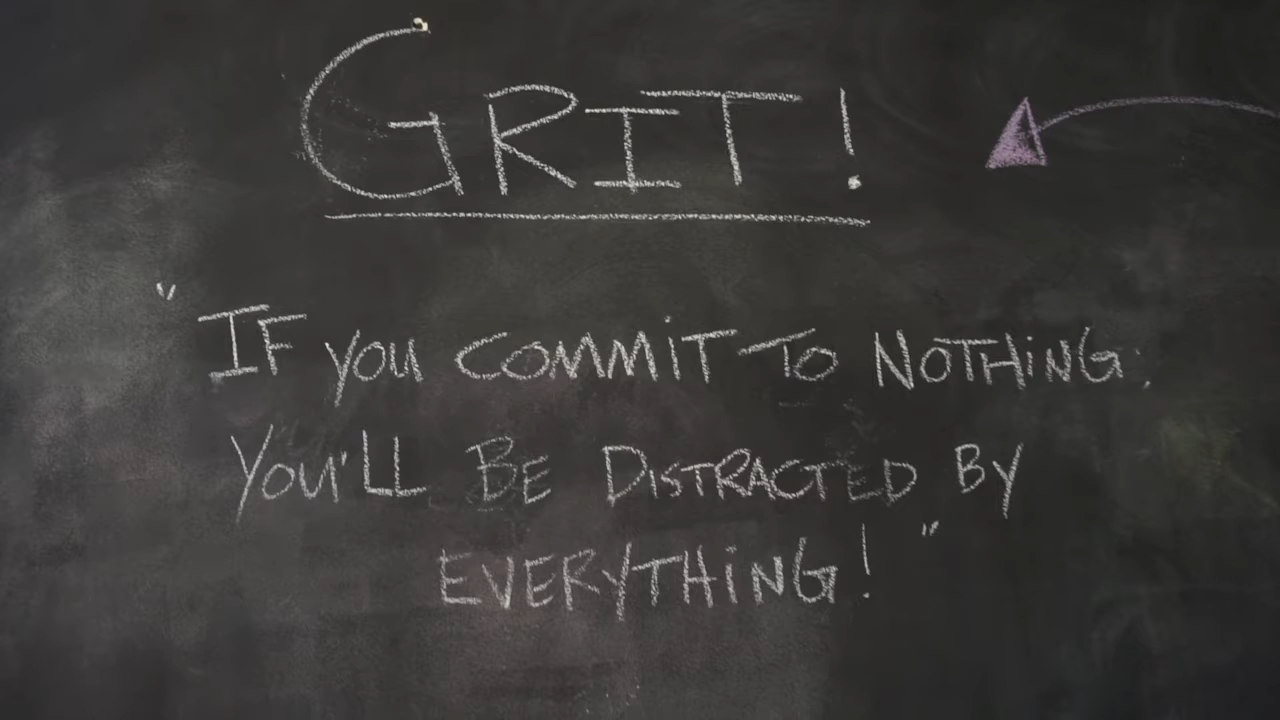 GRIT!
"IF YOU COMMIT TO NOTHING,
YOU'LL BE DISTRACTED BY
EVERYTHING!"